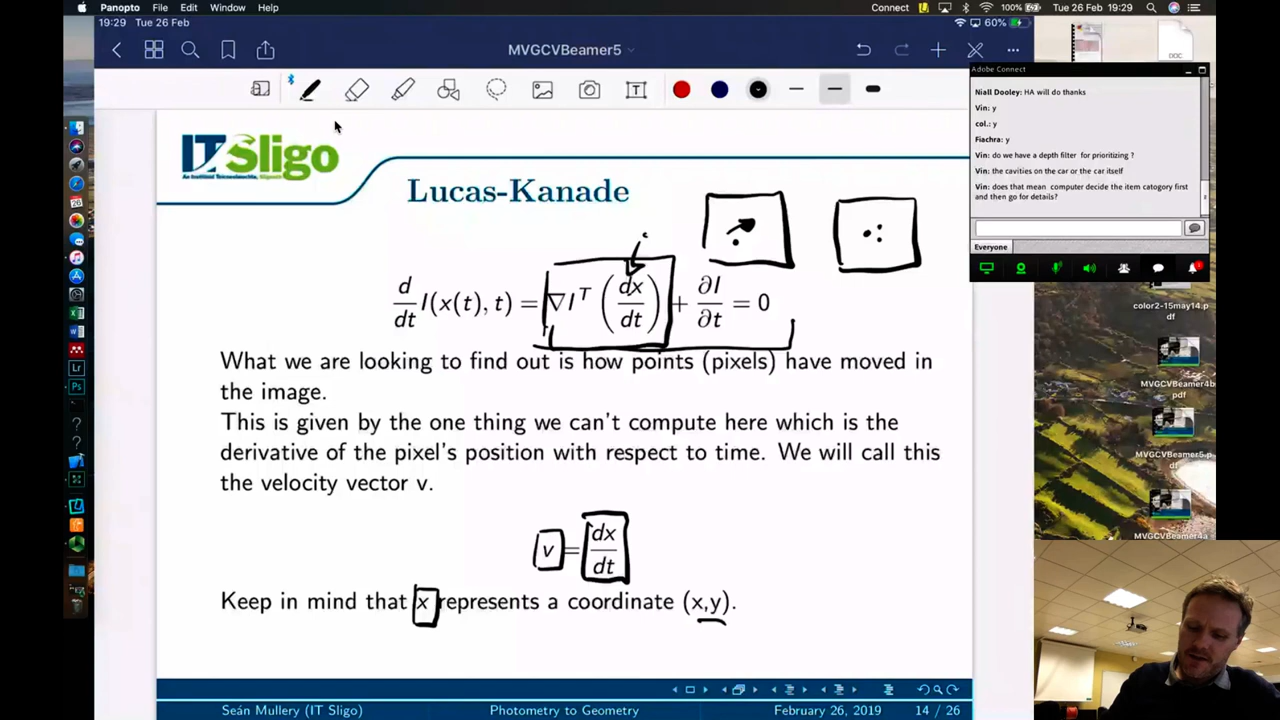 Panopto File Edit Window Help
Connect 100% Tue 26 Feb 19:29
19:29 Tue 26 Feb
60%
MVGCVBeamer5
T
IT Sligo
Lucas-Kanade
d/dt I(x(t), t) = ∇I^T (dx/dt) + ∂I/∂t = 0
What we are looking to find out is how points (pixels) have moved in
the image.
This is given by the one thing we can't compute here which is the
derivative of the pixel's position with respect to time. We will call this
the velocity vector v.
v = dx/dt
Keep in mind that x represents a coordinate (x,y).
Seán Mullery (IT Sligo) Photometry to Geometry February 26, 2019 14 / 26
Adobe Connect
Niall Dooley: HA will do thanks
Vin: y
col.: y
Fiachra: y
Vin: do we have a depth filter for prioritizing ?
Vin: the cavities on the car or the car itself
Vin: does that mean computer decide the item catogory first
and then go for details?
Everyone
DOC
color2-15may14.p
df
MVGCVBeamer4b
pdf
MVGCVBeamer5.p
df
MVGCVBeamer4a
Lr
Ps